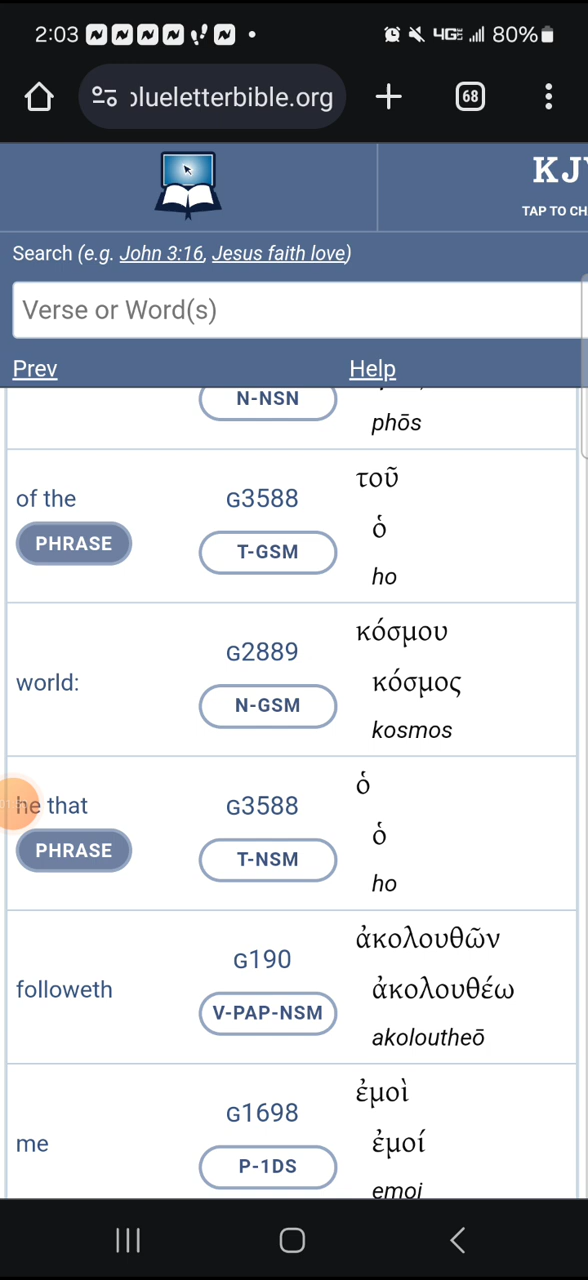 2:03
4GE
80%
blueletterbible.org
68
KJV
TAP TO CH
Search (e.g. John 3:16, Jesus faith love)
Verse or Word(s)
Prev
Help
N-NSN
phōs
of the
PHRASE
G3588
T-GSM
τοῦ
ὁ
ho
world:
G2889
N-GSM
κόσμου
κόσμος
kosmos
he that
PHRASE
G3588
T-NSM
ὁ
ὁ
ho
followeth
G190
V-PAP-NSM
ἀκολουθῶν
ἀκολουθέω
akoloutheō
me
G1698
P-1DS
ἐμοὶ
ἐμοί
emoi